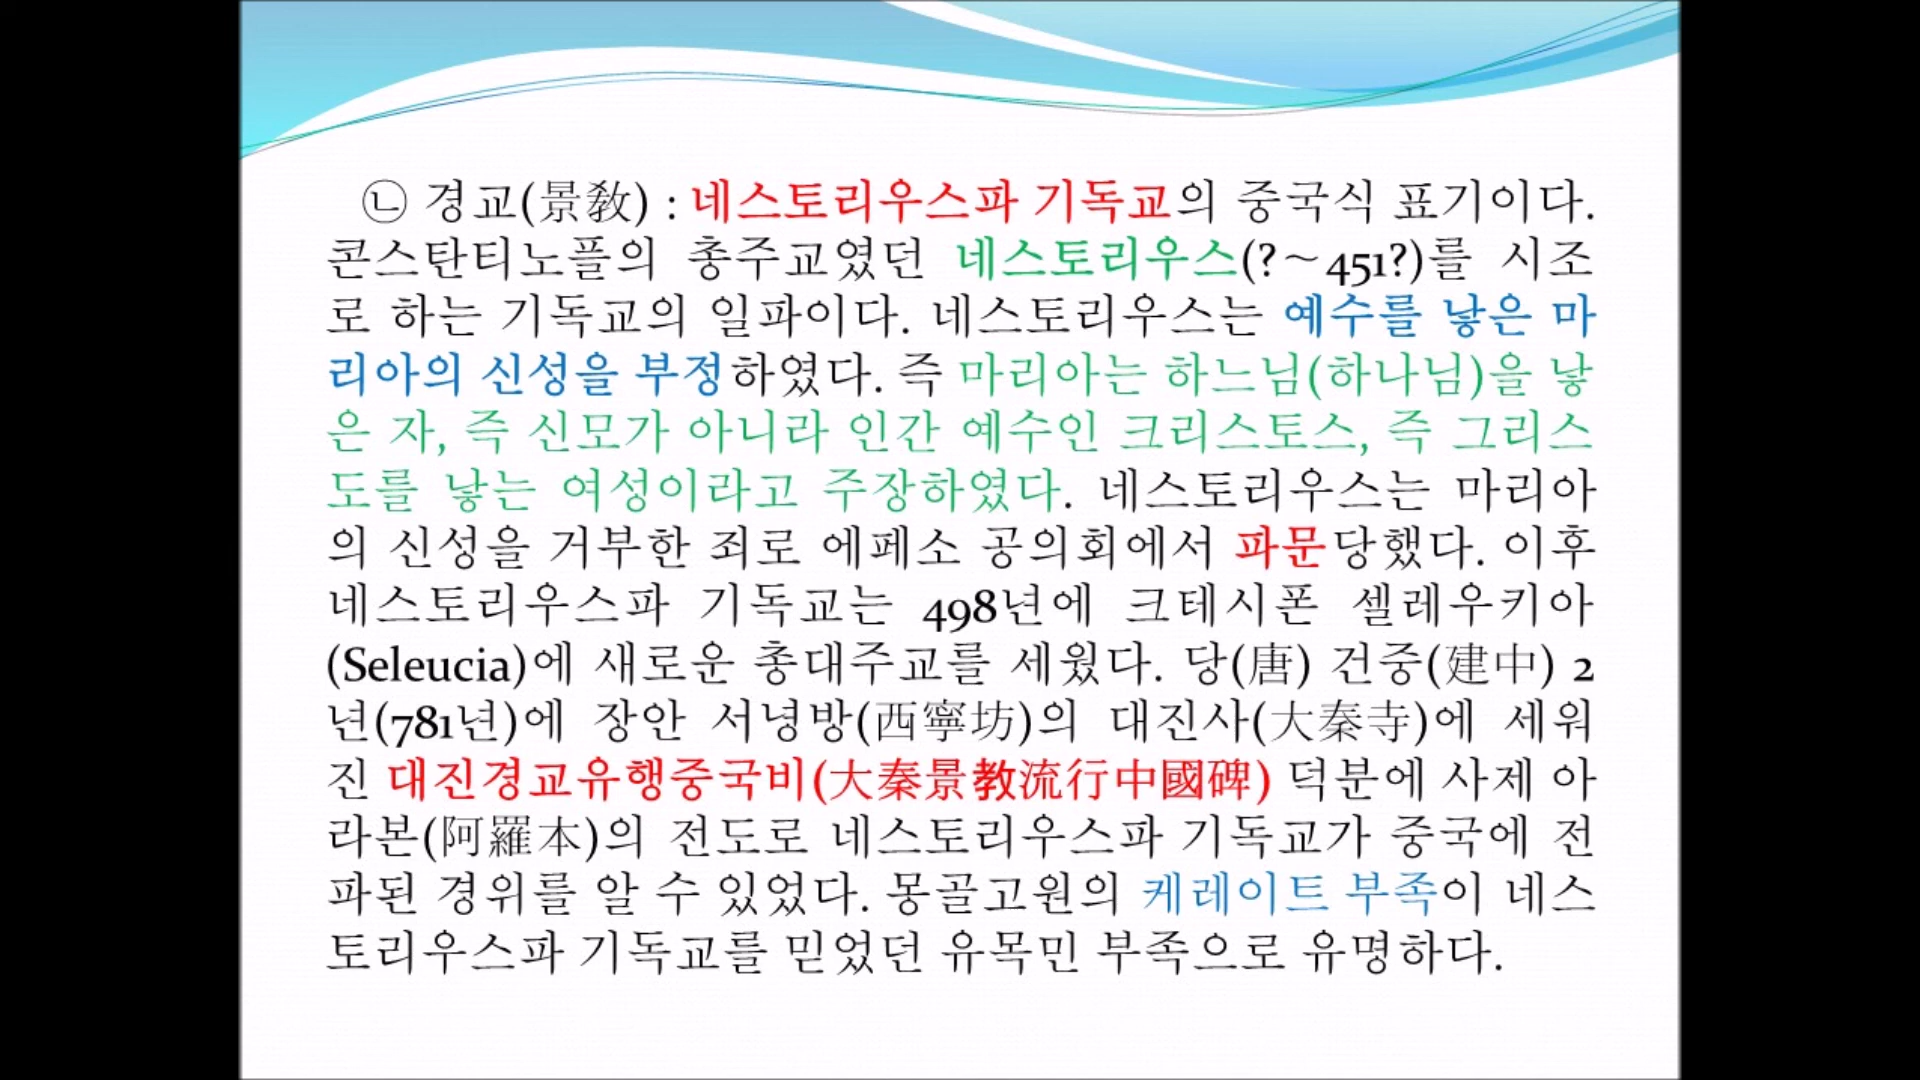 ㉡ 경교(景敎) : 네스토리우스파 기독교의 중국식 표기이다.
콘스탄티노플의 총주교였던 네스토리우스(?～451?)를 시조
로 하는 기독교의 일파이다. 네스토리우스는 예수를 낳은 마
리아의 신성을 부정하였다. 즉 마리아는 하느님(하나님)을 낳
은 자, 즉 신모가 아니라 인간 예수인 크리스토스, 즉 그리스
도를 낳는 여성이라고 주장하였다. 네스토리우스는 마리아
의 신성을 거부한 죄로 에페소 공의회에서 파문당했다. 이후
네스토리우스파 기독교는 498년에 크테시폰 셀레우키아
(Seleucia)에 새로운 총대주교를 세웠다. 당(唐) 건중(建中) 2
년(781년)에 장안 서녕방(西寧坊)의 대진사(大秦寺)에 세워
진 대진경교유행중국비(大秦景教流行中國碑) 덕분에 사제 아
라본(阿羅本)의 전도로 네스토리우스파 기독교가 중국에 전
파된 경위를 알 수 있었다. 몽골고원의 케레이트 부족이 네스
토리우스파 기독교를 믿었던 유목민 부족으로 유명하다.